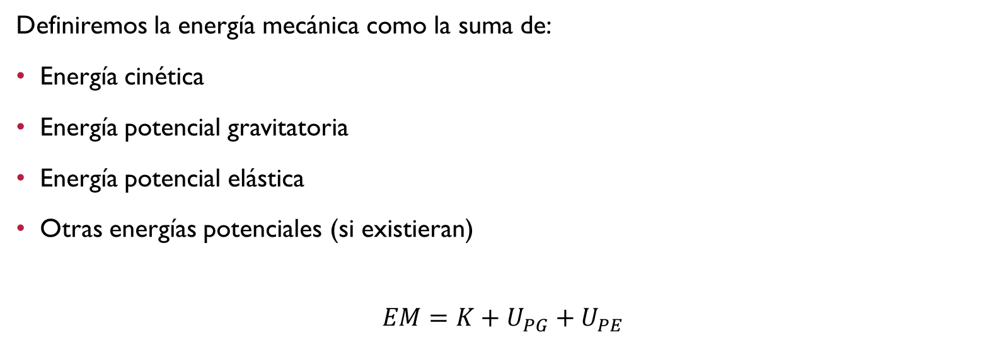 Definiremos la energía mecánica como la suma de:
• Energía cinética
• Energía potencial gravitatoria
• Energía potencial elástica
• Otras energías potenciales (si existieran)
EM = K + U_{PG} + U_{PE}